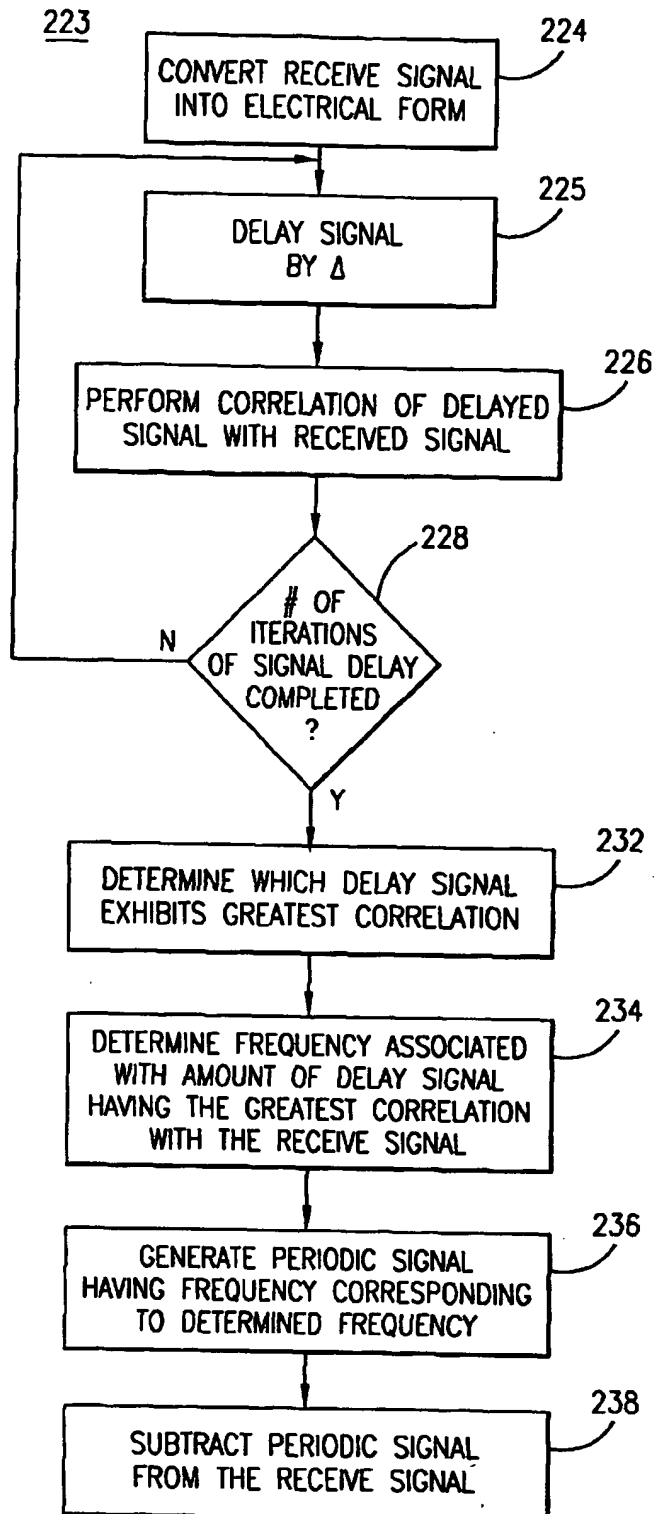 223
224
CONVERT RECEIVE SIGNAL
INTO ELECTRICAL FORM
225
DELAY SIGNAL
BY Δ
226
PERFORM CORRELATION OF DELAYED
SIGNAL WITH RECEIVED SIGNAL
228
# OF
ITERATIONS
OF SIGNAL DELAY
COMPLETED
?
N
Y
232
DETERMINE WHICH DELAY SIGNAL
EXHIBITS GREATEST CORRELATION
234
DETERMINE FREQUENCY ASSOCIATED
WITH AMOUNT OF DELAY SIGNAL
HAVING THE GREATEST CORRELATION
WITH THE RECEIVE SIGNAL
236
GENERATE PERIODIC SIGNAL
HAVING FREQUENCY CORRESPONDING
TO DETERMINED FREQUENCY
238
SUBTRACT PERIODIC SIGNAL
FROM THE RECEIVE SIGNAL